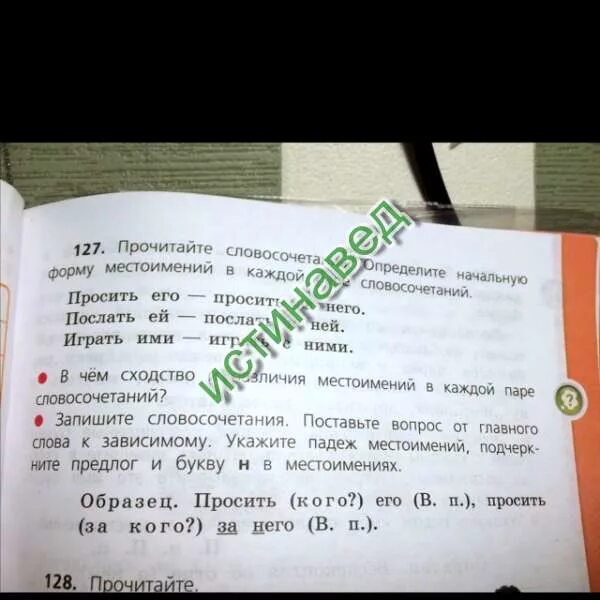 127. Прочитайте словосочета. Определите начальную
форму местоимений в каждой словосочетаний.
Просить его — просить него.
Послать ей — послать ней.
Играть ими — играть с ними.
• В чём сходство различия местоимений в каждой паре
словосочетаний?
• Запишите словосочетания. Поставьте вопрос от главного
слова к зависимому. Укажите падеж местоимений, подчерк-
ните предлог и букву н в местоимениях.
Образец. Просить (кого?) его (В. п.), просить
(за кого?) за него (В. п.).
128. Прочитайте.
истинавед
?